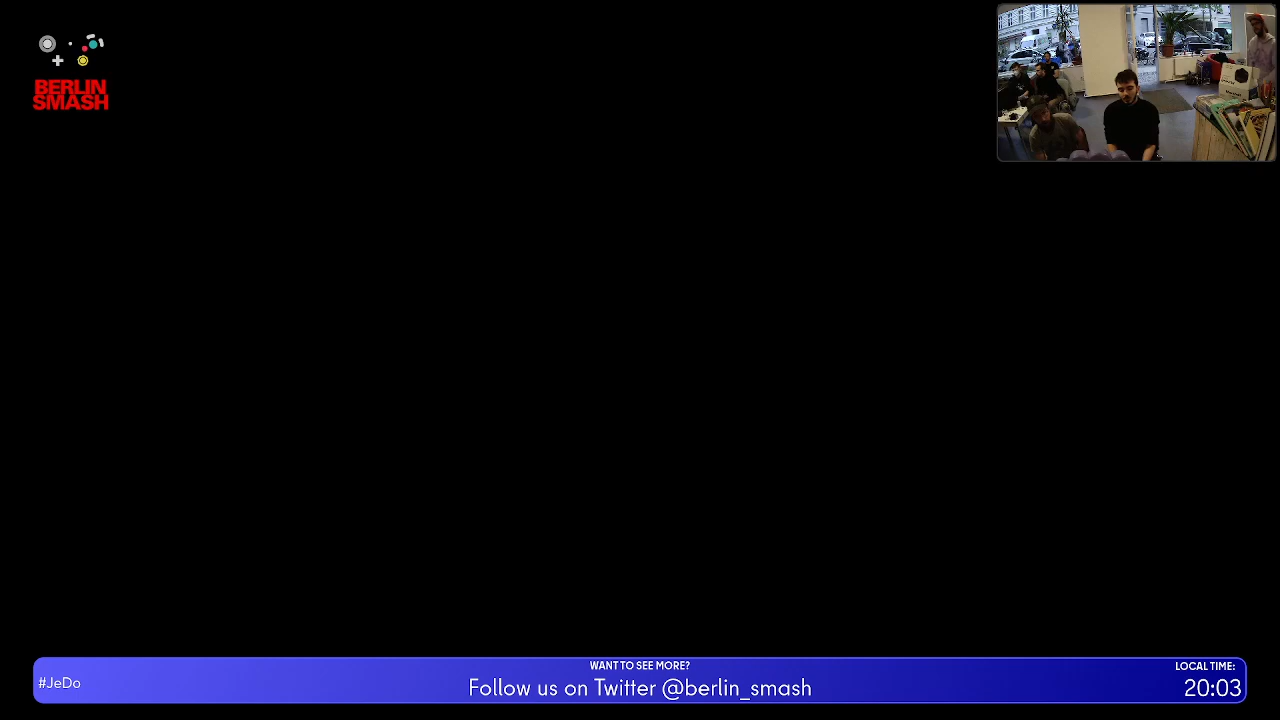 BERLIN
SMASH
#JeDo
WANT TO SEE MORE?
Follow us on Twitter @berlin_smash
LOCAL TIME:
20:03